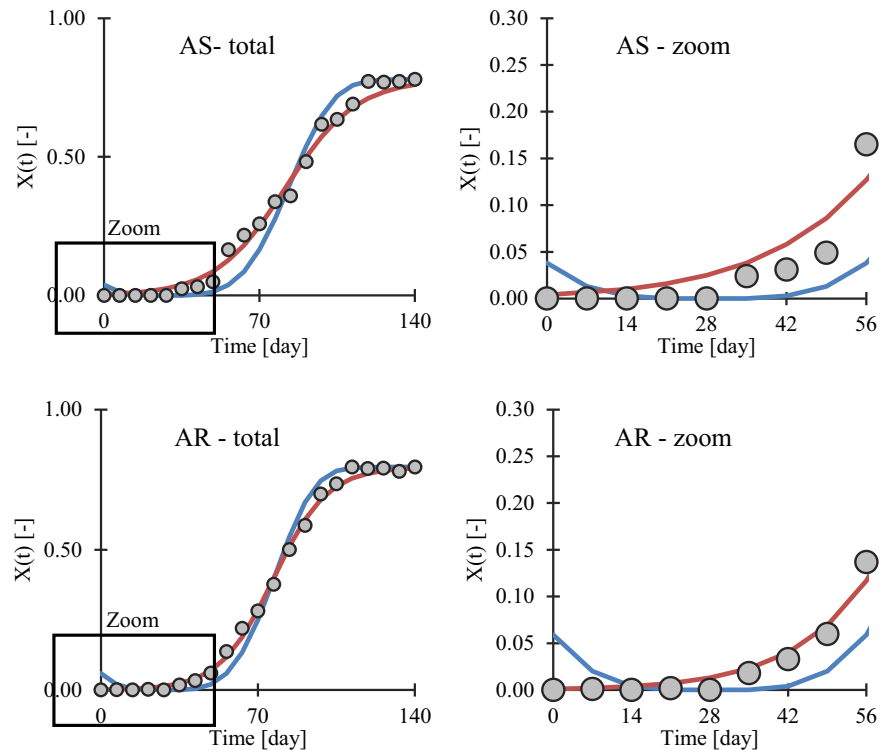 1.00
AS- total
X(t) [-]
0.50
Zoom
0.00
0
70
140
Time [day]
0.30
AS - zoom
0.25
0.20
X(t) [-]
0.15
0.10
0.05
0.00
0
14
28
42
56
Time [day]
1.00
AR - total
X(t) [-]
0.50
Zoom
0.00
0
70
140
Time [day]
0.30
AR - zoom
0.25
0.20
X(t) [-]
0.15
0.10
0.05
0.00
0
14
28
42
56
Time [day]